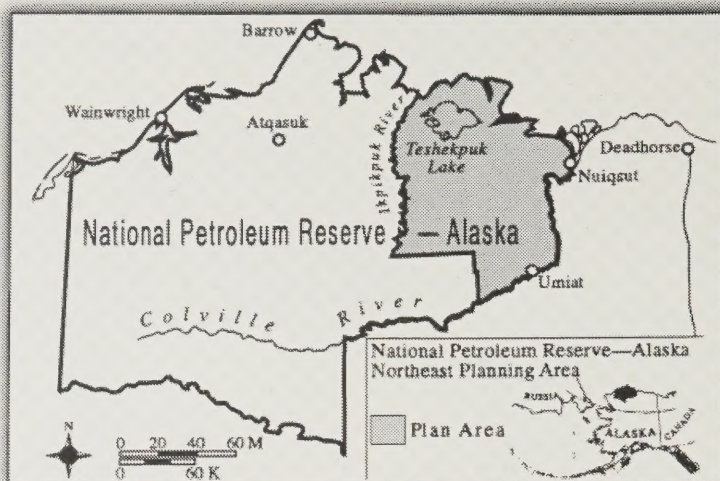 Barrow
Wainwright
Atqasuk
Ikpikpuk River
Teshekpuk
Lake
Deadhorse
Nuiqsut
National Petroleum Reserve — Alaska
Umiat
Colville River
National Petroleum Reserve—Alaska
Northeast Planning Area
RUSSIA
ALASKA
CANADA
Plan Area
N
0 20 40 60 M
0 60 K